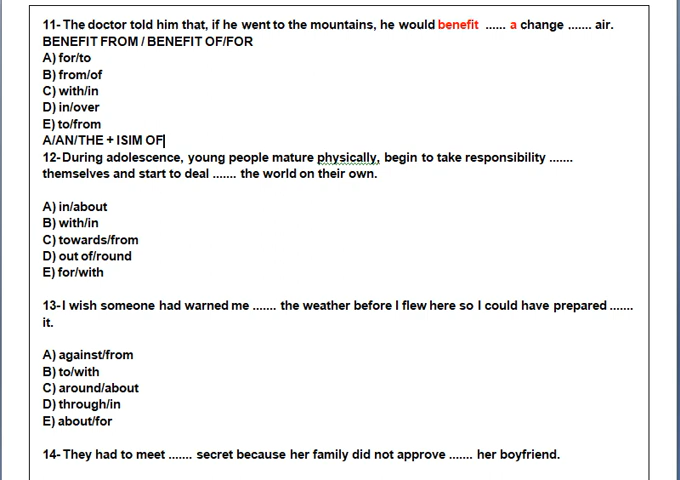 11- The doctor told him that, if he went to the mountains, he would benefit ...... a change ....... air.
BENEFIT FROM / BENEFIT OF/FOR
A) for/to
B) from/of
C) with/in
D) in/over
E) to/from
A/AN/THE + ISIM OF
12- During adolescence, young people mature physically, begin to take responsibility .......
themselves and start to deal ....... the world on their own.
A) in/about
B) with/in
C) towards/from
D) out of/round
E) for/with
13- I wish someone had warned me ....... the weather before I flew here so I could have prepared .......
it.
A) against/from
B) to/with
C) around/about
D) through/in
E) about/for
14- They had to meet ....... secret because her family did not approve ....... her boyfriend.